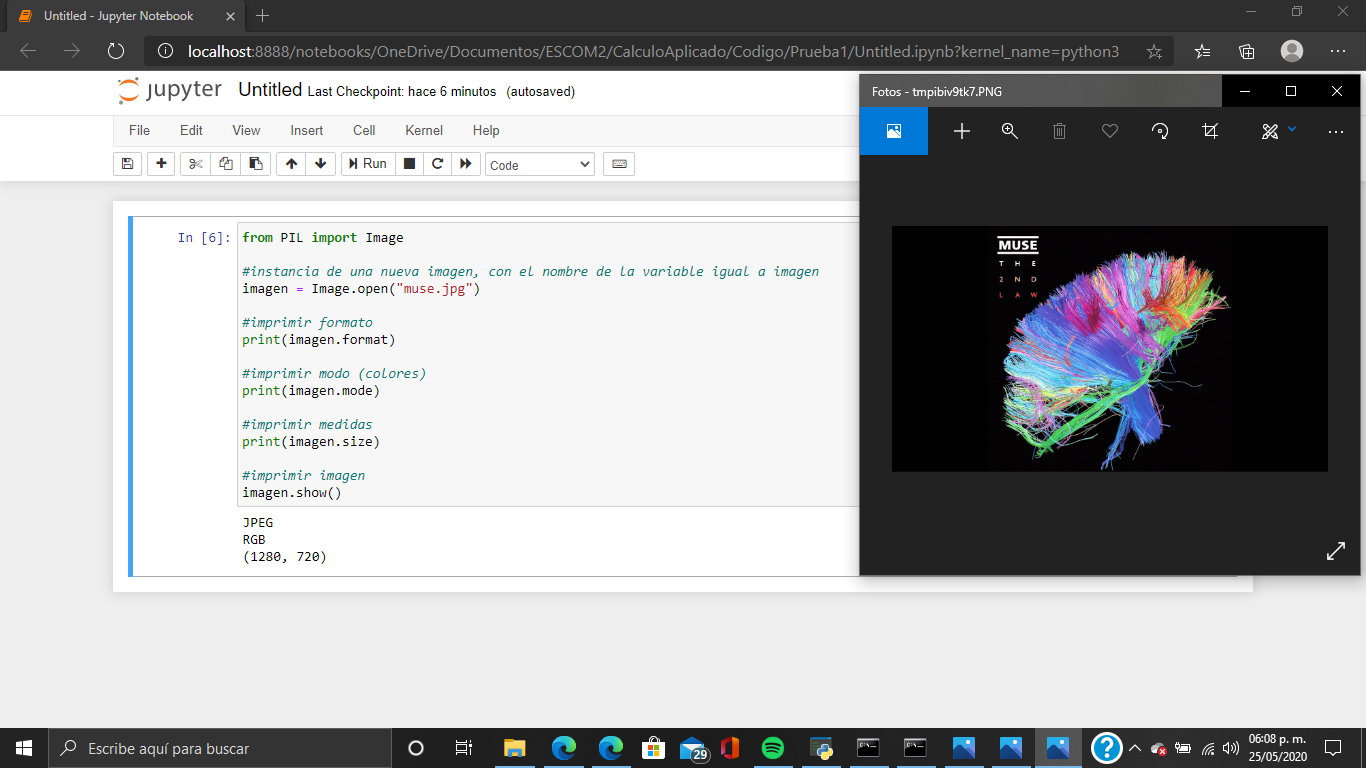 Untitled - Jupyter Notebook
localhost:8888/notebooks/OneDrive/Documentos/ESCOM2/CalculoAplicado/Codigo/Prueba1/Untitled.ipynb?kernel_name=python3
jupyter Untitled Last Checkpoint: hace 6 minutos (autosaved)
File Edit View Insert Cell Kernel Help
Run Code
In [6]: from PIL import Image
#instancia de una nueva imagen, con el nombre de la variable igual a imagen
imagen = Image.open("muse.jpg")
#imprimir formato
print(imagen.format)
#imprimir modo (colores)
print(imagen.mode)
#imprimir medidas
print(imagen.size)
#imprimir imagen
imagen.show()
JPEG
RGB
(1280, 720)
Fotos - tmpibiv9tk7.PNG
MUSE
THE
2ND
LAW
Escribe aquí para buscar
29
06:08 p. m.
25/05/2020